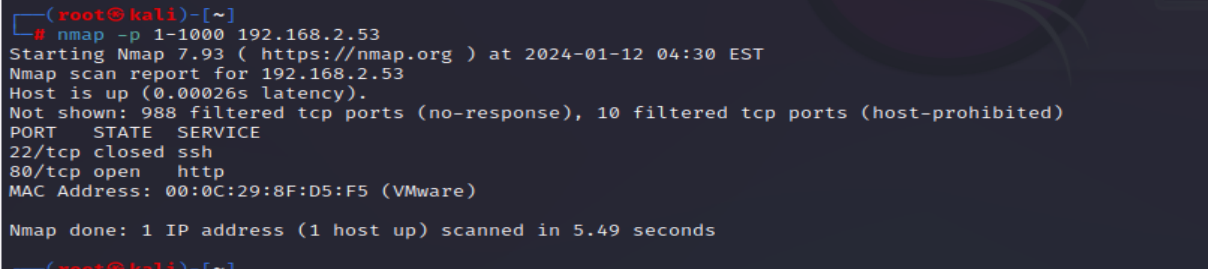 ┌──(root㉿kali)-[~]
└─# nmap -p 1-1000 192.168.2.53
Starting Nmap 7.93 ( https://nmap.org ) at 2024-01-12 04:30 EST
Nmap scan report for 192.168.2.53
Host is up (0.00026s latency).
Not shown: 988 filtered tcp ports (no-response), 10 filtered tcp ports (host-prohibited)
PORT   STATE  SERVICE
22/tcp closed ssh
80/tcp open   http
MAC Address: 00:0C:29:8F:D5:F5 (VMware)
Nmap done: 1 IP address (1 host up) scanned in 5.49 seconds
┌──(root㉿kali)-[~]